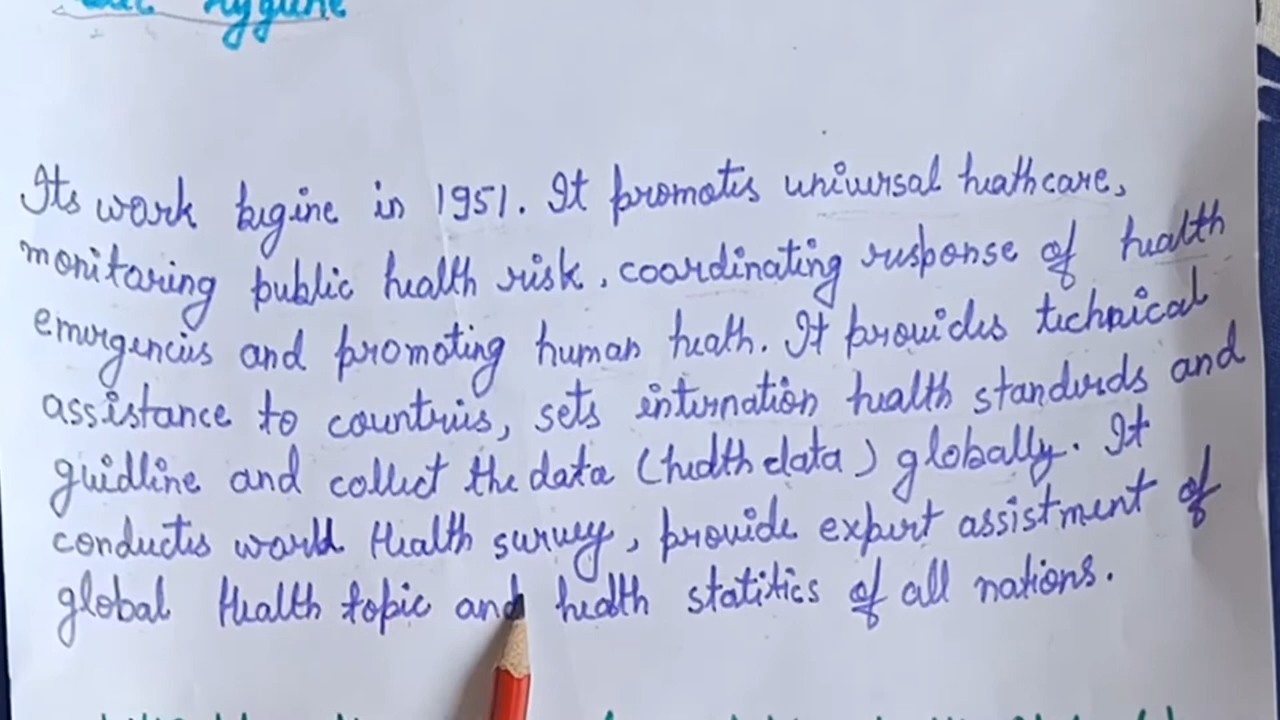 hygiene
Its work begine in 1951. It promotes universal heathcare,
monitoring public health risk, coordinating response of health
emergencies and promoting human heath. It provides technical
assistance to countries, sets internation health standerds and
guidline and collect the data (health data) globally. It
conductes world Health survey, provide expert assistment of
global Health topic and health statitics of all nations.